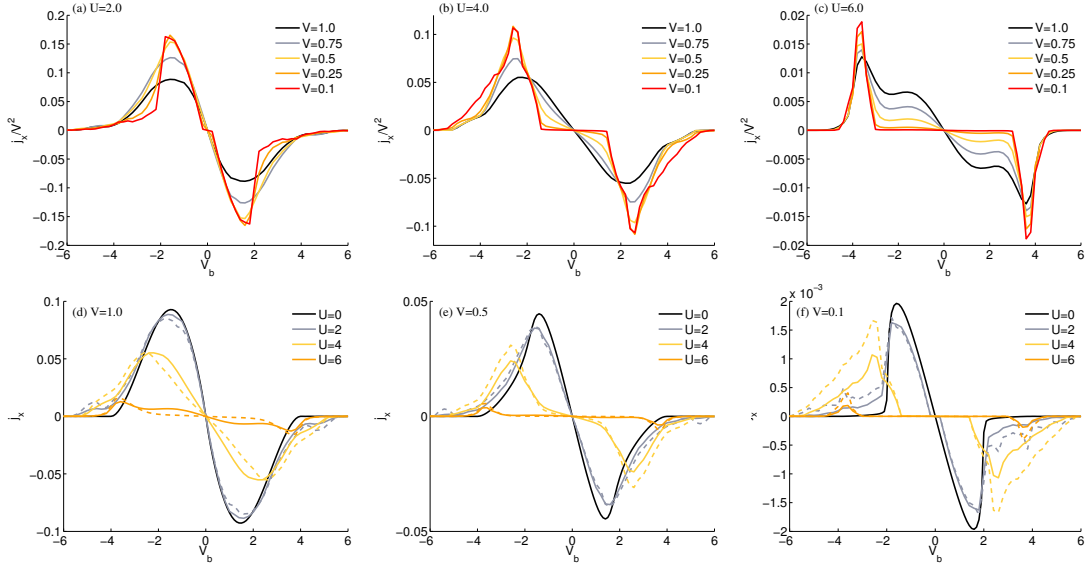 (a) U=2.0
V=1.0
V=0.75
V=0.5
V=0.25
V=0.1
0.2
0.15
0.1
0.05
0
−0.05
−0.1
−0.15
−0.2
−6 −4 −2 0 2 4 6
j_x/V^2
V_b
(b) U=4.0
V=1.0
V=0.75
V=0.5
V=0.25
V=0.1
0.1
0.05
0
−0.05
−0.1
−6 −4 −2 0 2 4 6
j_x/V^2
V_b
(c) U=6.0
V=1.0
V=0.75
V=0.5
V=0.25
V=0.1
0.02
0.015
0.01
0.005
0
−0.005
−0.01
−0.015
−0.02
−6 −4 −2 0 2 4 6
j_x/V^2
V_b
(d) V=1.0
U=0
U=2
U=4
U=6
0.1
0.05
0
−0.05
−0.1
−6 −4 −2 0 2 4 6
j_x
V_b
(e) V=0.5
U=0
U=2
U=4
U=6
0.05
0
−0.05
−6 −4 −2 0 2 4 6
j_x
V_b
x 10^−3
(f) V=0.1
U=0
U=2
U=4
U=6
2
1.5
1
0.5
0
−0.5
−1
−1.5
−2
−6 −4 −2 0 2 4 6
V_b